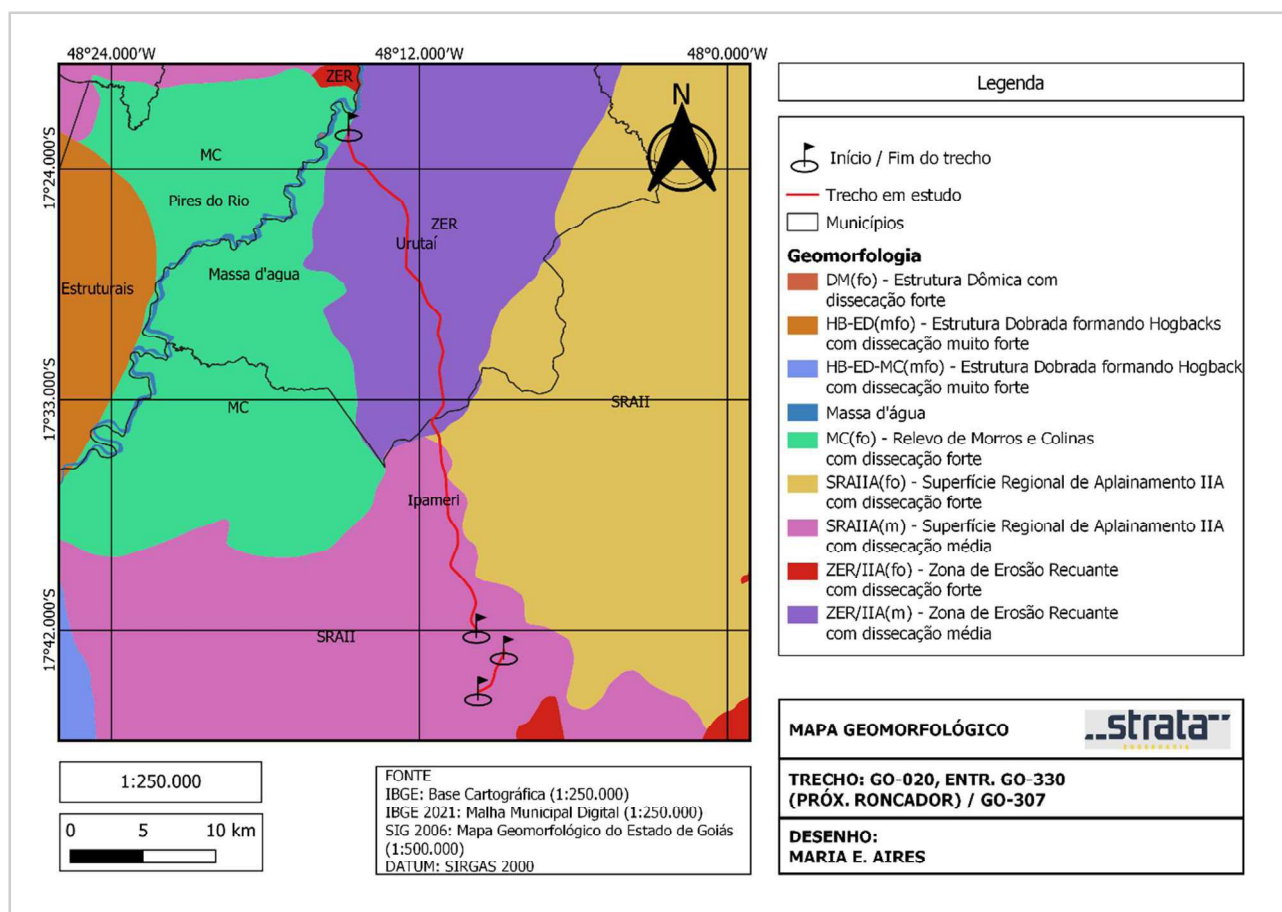 48°24.000'W
48°12.000'W
48°0.000'W
17°24.000'S
17°33.000'S
17°42.000'S
ZER
MC
Pires do Rio
ZER
Urutaí
Massa d'agua
Estruturais
MC
SRAII
Ipameri
SRAII
N
Legenda
Início / Fim do trecho
Trecho em estudo
Municípios
Geomorfologia
DM(fo) - Estrutura Dômica com
dissecação forte
HB-ED(mfo) - Estrutura Dobrada formando Hogbacks
com dissecação muito forte
HB-ED-MC(mfo) - Estrutura Dobrada formando Hogback
com dissecação muito forte
Massa d'água
MC(fo) - Relevo de Morros e Colinas
com dissecação forte
SRAIIA(fo) - Superfície Regional de Aplainamento IIA
com dissecação forte
SRAIIA(m) - Superfície Regional de Aplainamento IIA
com dissecação média
ZER/IIA(fo) - Zona de Erosão Recuante
com dissecação forte
ZER/IIA(m) - Zona de Erosão Recuante
com dissecação média
1:250.000
0 5 10 km
FONTE
IBGE: Base Cartográfica (1:250.000)
IBGE 2021: Malha Municipal Digital (1:250.000)
SIG 2006: Mapa Geomorfológico do Estado de Goiás
(1:500.000)
DATUM: SIRGAS 2000
MAPA GEOMORFOLÓGICO
strata
ENGENHARIA
TRECHO: GO-020, ENTR. GO-330
(PRÓX. RONCADOR) / GO-307
DESENHO:
MARIA E. AIRES